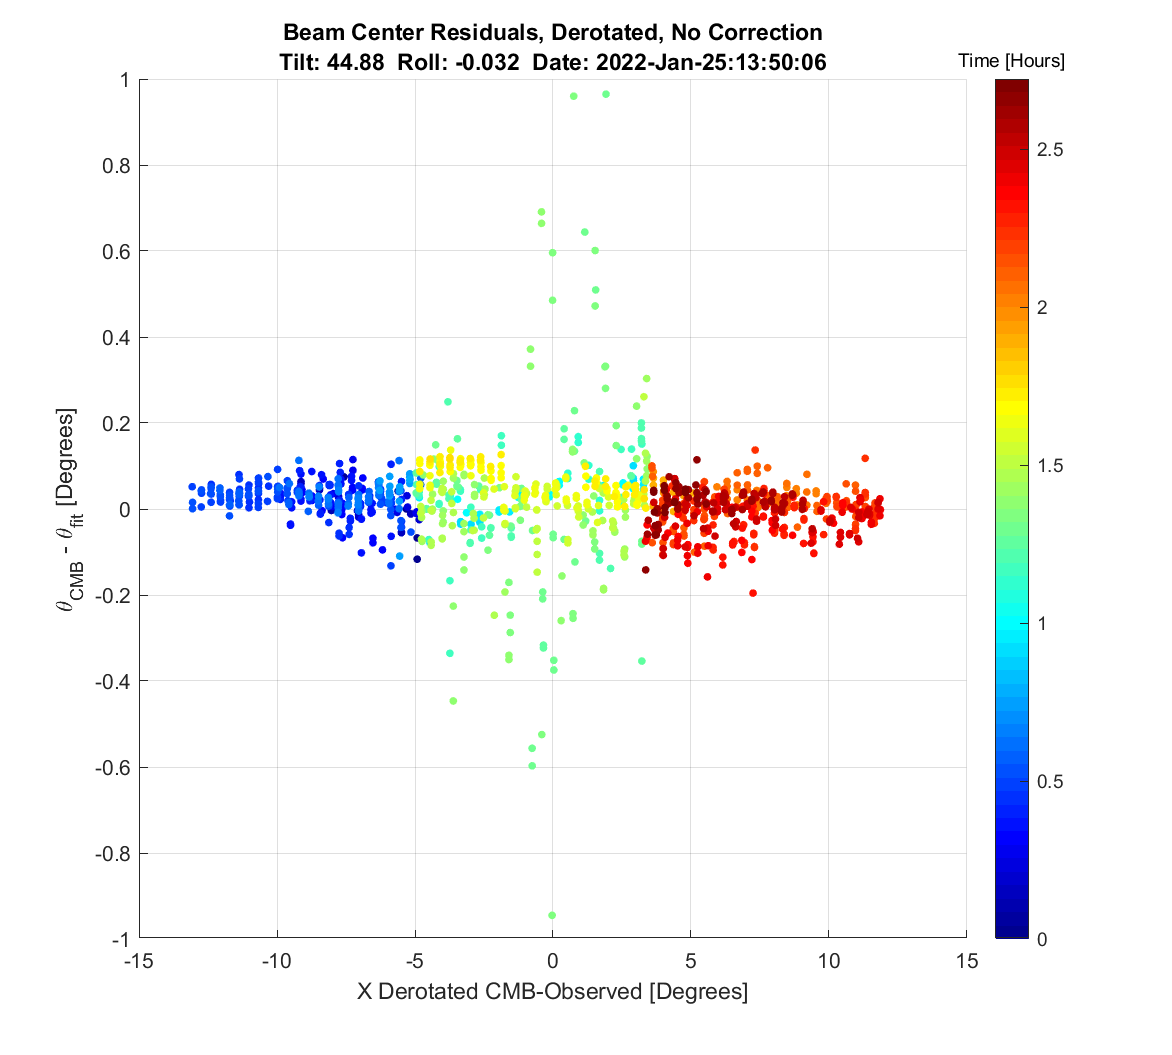 Beam Center Residuals, Derotated, No Correction
Tilt: 44.88  Roll: -0.032  Date: 2022-Jan-25:13:50:06
Time [Hours]
1
0.8
0.6
0.4
0.2
0
-0.2
-0.4
-0.6
-0.8
-1
θCMB - θfit [Degrees]
-15 -10 -5 0 5 10 15
X Derotated CMB-Observed [Degrees]
2.5
2
1.5
1
0.5
0